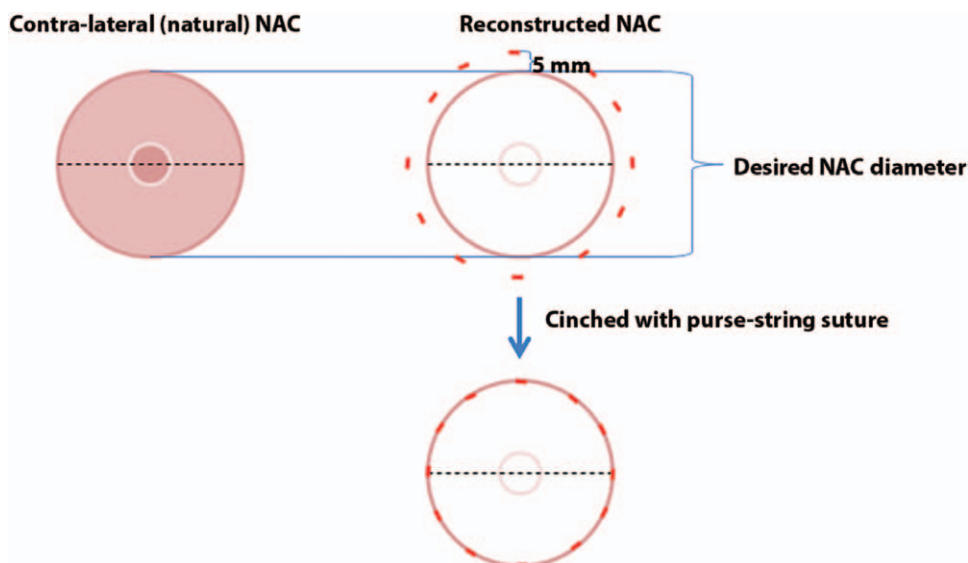 Contra-lateral (natural) NAC
Reconstructed NAC
5 mm
Desired NAC diameter
Cinched with purse-string suture